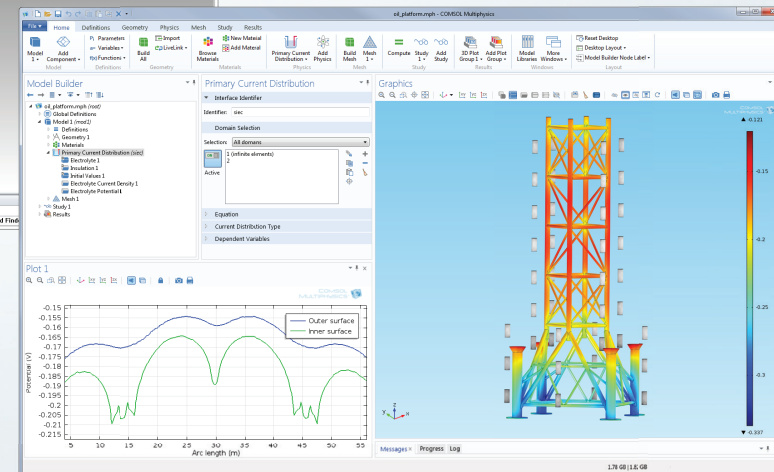 oil_platform.mph - COMSOL Multiphysics
File Home Definitions Geometry Physics Mesh Study Results
Model 1 Add Component
Pi Parameters
a= Variables
f(x) Functions
Import
LiveLink
Build All
Browse Materials
New Material
Add Material
Primary Current Distribution Add Physics
Build Mesh Mesh 1
Compute Study 1 Add Study
3D Plot Group 1 Add Plot Group
Model Libraries More Windows
Reset Desktop
Desktop Layout
Model Builder Node Label
Model Definitions Geometry Materials Physics Mesh Study Results Windows Layout
Model Builder
oil_platform.mph (root)
Global Definitions
Model 1 (mod1)
Definitions
Geometry 1
Materials
Primary Current Distribution (siec)
Electrolyte 1
Insulation 1
Initial Values 1
Electrolyte Current Density 1
Electrolyte Potential 1
Mesh 1
Study 1
Results
d Finde
Primary Current Distribution
Interface Identifier
Identifier: siec
Domain Selection
Selection: All domains
1 (infinite elements)
2
Active
Equation
Current Distribution Type
Dependent Variables
Graphics
COMSOL
MULTIPHYSICS
-0.121
-0.15
-0.2
-0.25
-0.3
-0.337
z
y x
Plot 1
COMSOL
MULTIPHYSICS
Outer surface
Inner surface
-0.15
-0.155
-0.16
-0.165
-0.17
-0.175
-0.18
-0.185
-0.19
-0.195
-0.2
-0.205
-0.21
-0.215
Potential (V)
5 10 15 20 25 30 35 40 45 50 55
Arc length (m)
Messages Progress Log
1.78 GB | 1.82 GB